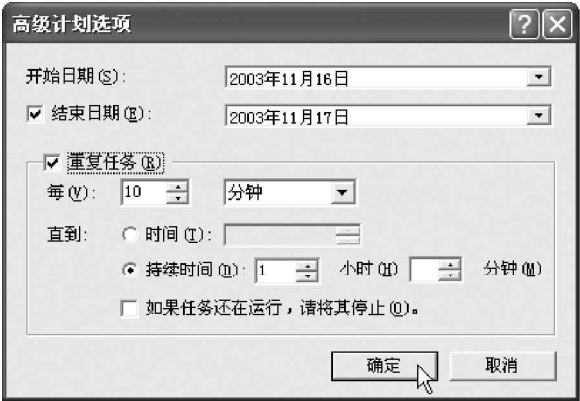 高级计划选项
开始日期(S): 2003年11月16日
结束日期(E): 2003年11月17日
重复任务(R)
每(V): 10 分钟
直到: 时间(I):
持续时间(D): 1 小时(H) 分钟(M)
如果任务还在运行，请将其停止(O)。
确定 取消